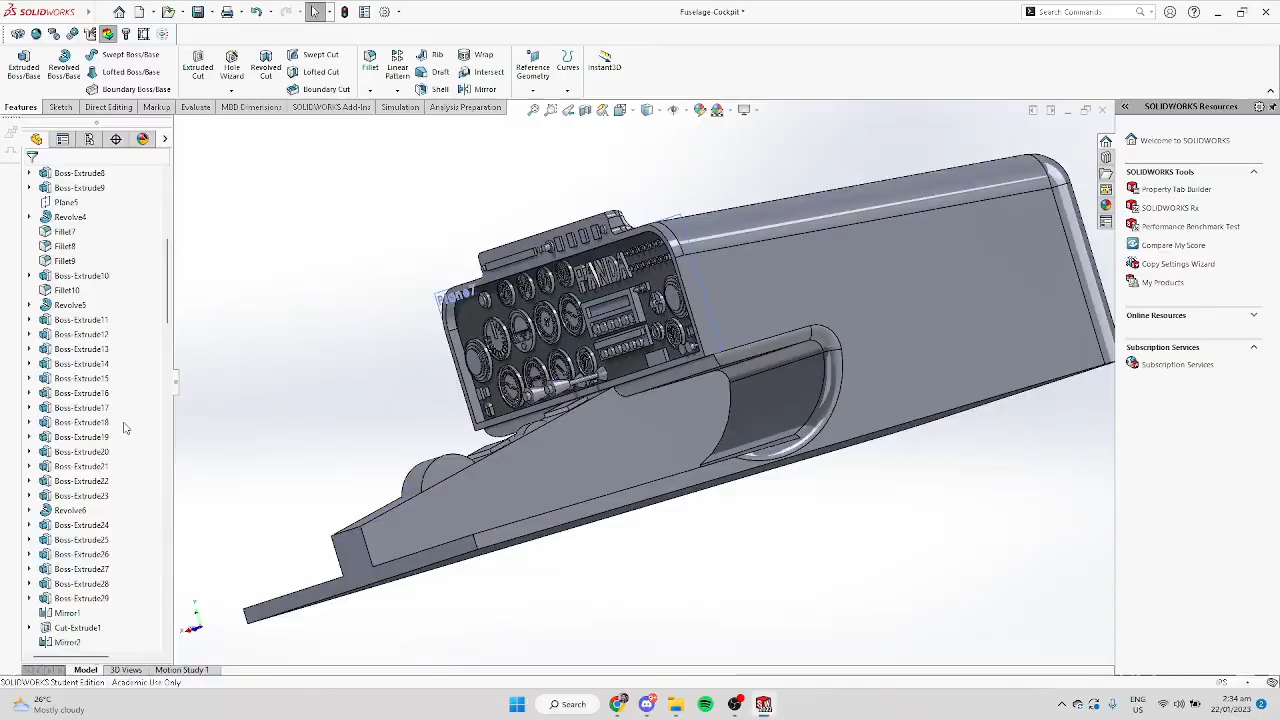 SOLIDWORKS
Fuselage-Cockpit *
Search Commands
Extruded Boss/Base
Revolved Boss/Base
Swept Boss/Base
Lofted Boss/Base
Boundary Boss/Base
Extruded Cut
Hole Wizard
Revolved Cut
Swept Cut
Lofted Cut
Boundary Cut
Fillet
Linear Pattern
Rib
Draft
Shell
Wrap
Intersect
Mirror
Reference Geometry
Curves
Instant3D
Features
Sketch
Direct Editing
Markup
Evaluate
MBD Dimensions
SOLIDWORKS Add-Ins
Simulation
Analysis Preparation
Boss-Extrude8
Boss-Extrude9
Plane5
Revolve4
Fillet7
Fillet8
Fillet9
Boss-Extrude10
Fillet10
Revolve5
Boss-Extrude11
Boss-Extrude12
Boss-Extrude13
Boss-Extrude14
Boss-Extrude15
Boss-Extrude16
Boss-Extrude17
Boss-Extrude18
Boss-Extrude19
Boss-Extrude20
Boss-Extrude21
Boss-Extrude22
Boss-Extrude23
Revolve6
Boss-Extrude24
Boss-Extrude25
Boss-Extrude26
Boss-Extrude27
Boss-Extrude28
Boss-Extrude29
Mirror1
Cut-Extrude1
Mirror2
PANDA
SOLIDWORKS Resources
Welcome to SOLIDWORKS
SOLIDWORKS Tools
Property Tab Builder
SOLIDWORKS Rx
Performance Benchmark Test
Compare My Score
Copy Settings Wizard
My Products
Online Resources
Subscription Services
Subscription Services
Model
3D Views
Motion Study 1
SOLIDWORKS Student Edition - Academic Use Only
IPS
26°C
Mostly cloudy
Search
ENG
US
2:34 am
22/01/2023